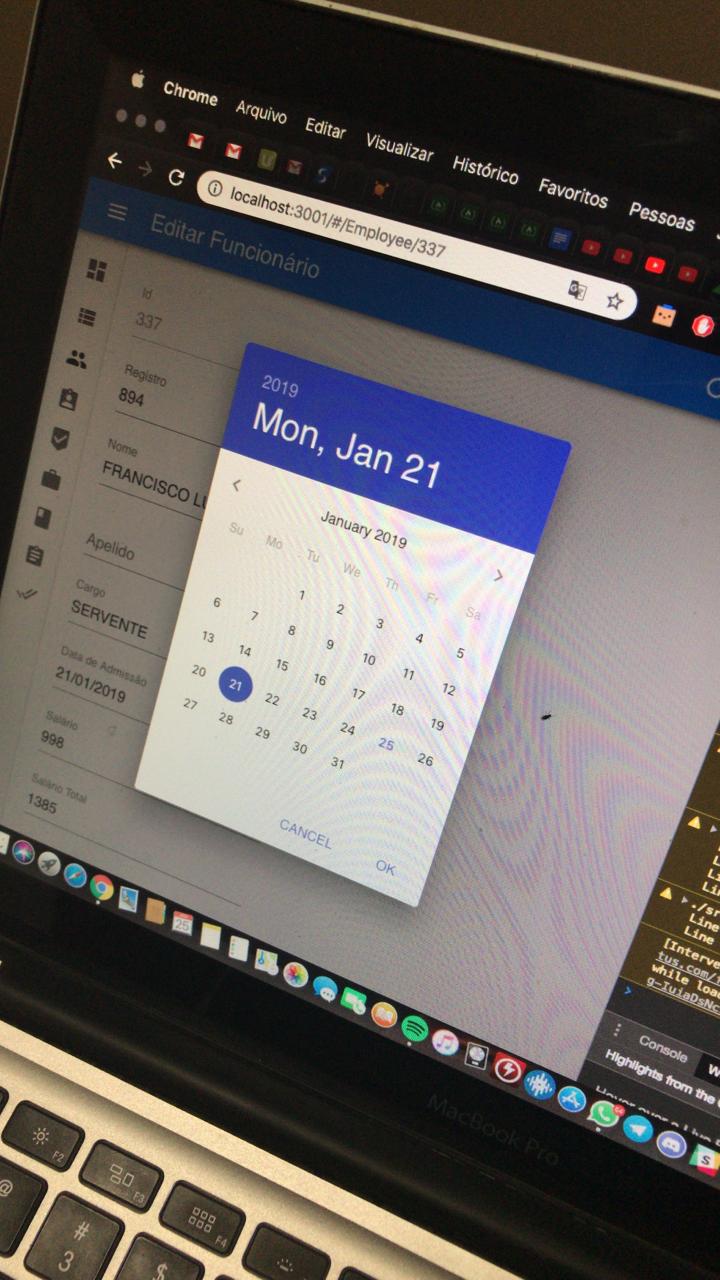 Chrome Arquivo Editar Visualizar Histórico Favoritos Pessoas
localhost:3001/#/Employee/337
Editar Funcionário
Id
337
Registro
894
Nome
FRANCISCO
Apelido
Cargo
SERVENTE
Data de Admissão
21/01/2019
Salário
998
Salário Total
1385
2019
Mon, Jan 21
January 2019
Su Mo Tu We Th Fr Sa
1 2 3 4 5
6 7 8 9 10 11 12
13 14 15 16 17 18 19
20 21 22 23 24 25 26
27 28 29 30 31
CANCEL OK
Line
Line
[Interve
tus.com/
while loa
Console
Highlights from the
25
MacBook Pro
F2
F3
F4
@
#
3
$